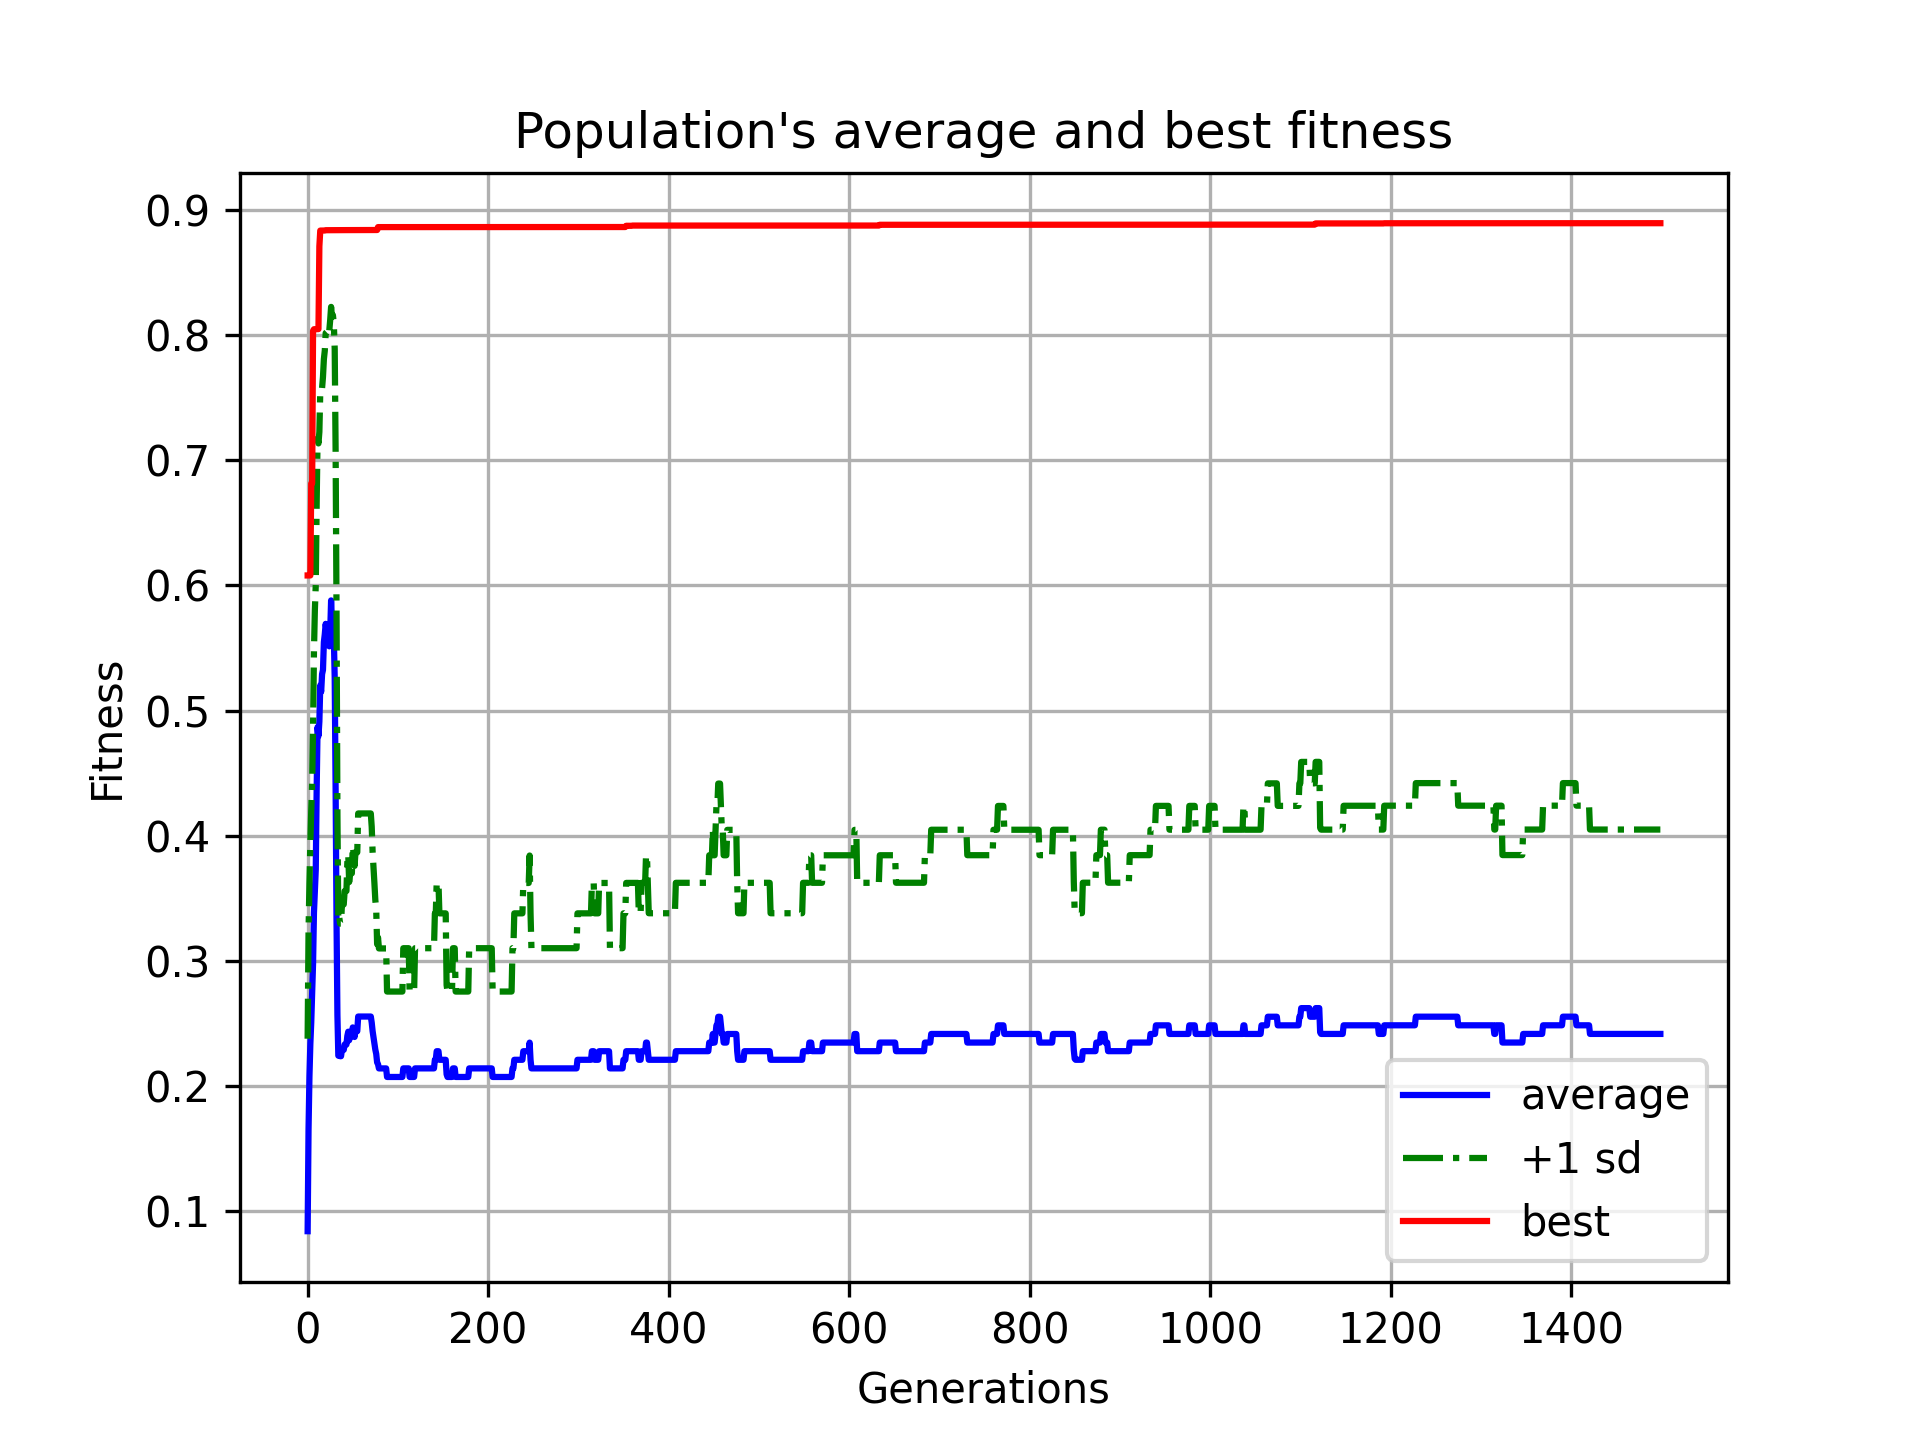 Population's average and best fitness
0.9
0.8
0.7
0.6
0.5
0.4
0.3
0.2
0.1
Fitness
0 200 400 600 800 1000 1200 1400
Generations
average
+1 sd
best